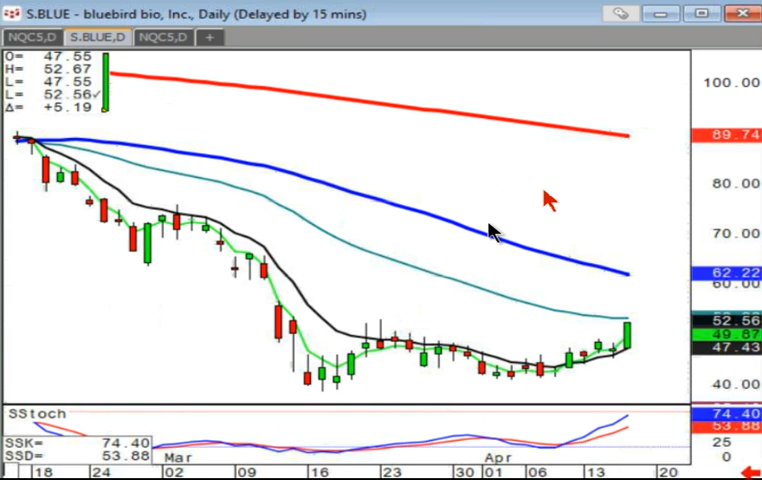 S.BLUE - bluebird bio, Inc., Daily (Delayed by 15 mins)
NQC5,D S.BLUE,D NQC5,D +
O= 47.55
H= 52.67
L= 47.55
L= 52.56✓
Δ= +5.19
100.00
89.74
80.00
70.00
62.22
60.00
52.56
49.87
47.43
40.00
SStoch
74.40
53.88
SSK= 74.40
SSD= 53.88
25
0
Mar Apr
18 24 02 09 16 23 30 01 06 13 20